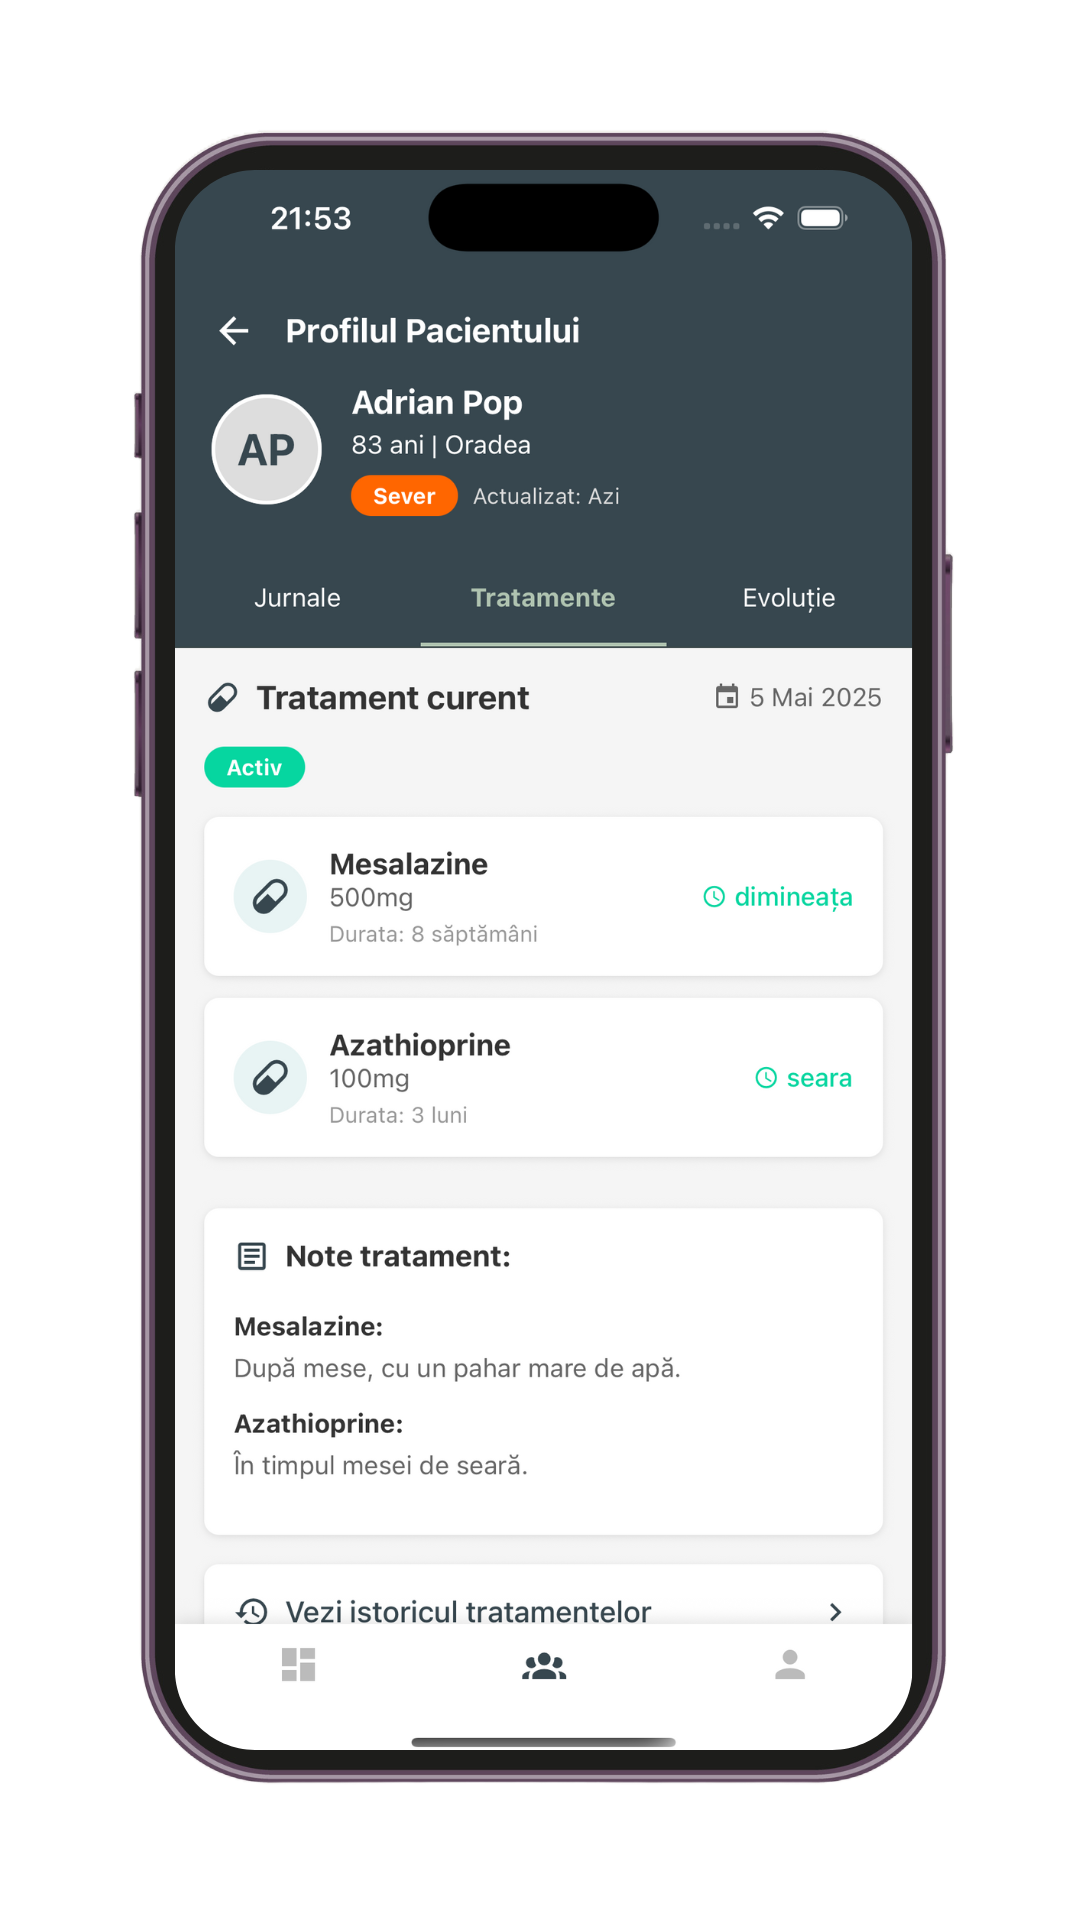 21:53
Profilul Pacientului
AP
Adrian Pop
83 ani | Oradea
Sever Actualizat: Azi
Jurnale Tratamente Evoluție
Tratament curent 5 Mai 2025
Activ
Mesalazine
500mg
dimineața
Durata: 8 săptămâni
Azathioprine
100mg
seara
Durata: 3 luni
Note tratament:
Mesalazine:
După mese, cu un pahar mare de apă.
Azathioprine:
În timpul mesei de seară.
Vezi istoricul tratamentelor